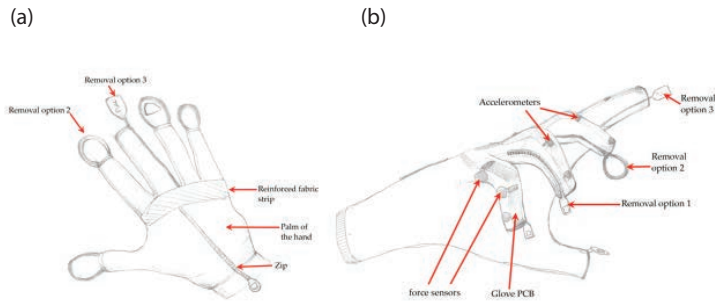 (a)
(b)
Removal option 3
Removal option 2
Reinforced fabric
strip
Palm of
the hand
Zip
Accelerometers
Removal
option 3
Removal
option 2
Removal option 1
force sensors
Glove PCB